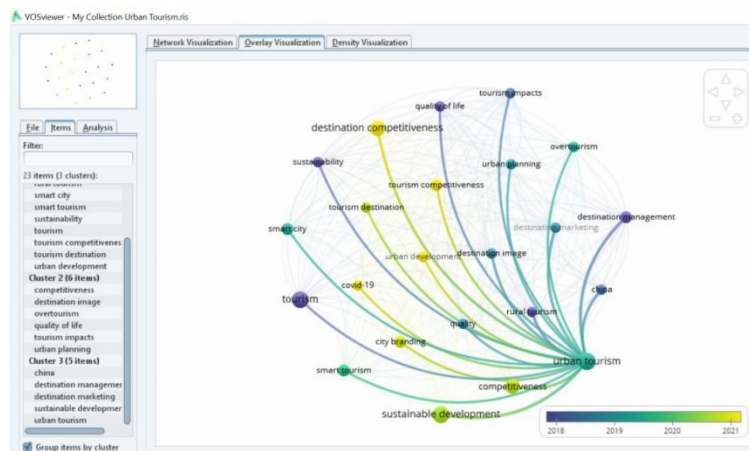 VOSviewer - My Collection Urban Tourism.ris
Network Visualization Overlay Visualization Density Visualization
File Items Analysis
Filter:
23 items (3 clusters):
rural tourism
smart city
smart tourism
sustainability
tourism
tourism competitivenes
tourism destination
urban development
Cluster 2 (6 items)
competitiveness
destination image
overtourism
quality of life
tourism impacts
urban planning
Cluster 3 (5 items)
china
destination managemer
destination marketing
sustainable developmer
urban tourism
Group items by cluster
tourism impacts
quality of life
destination competitiveness
overtourism
sustainability
urban planning
tourism competitiveness
tourism destination
destination management
destination marketing
smart city
urban development
destination image
covid-19
china
tourism
rural tourism
quality
city branding
urban tourism
smart tourism
competitiveness
sustainable development
2018 2019 2020 2021